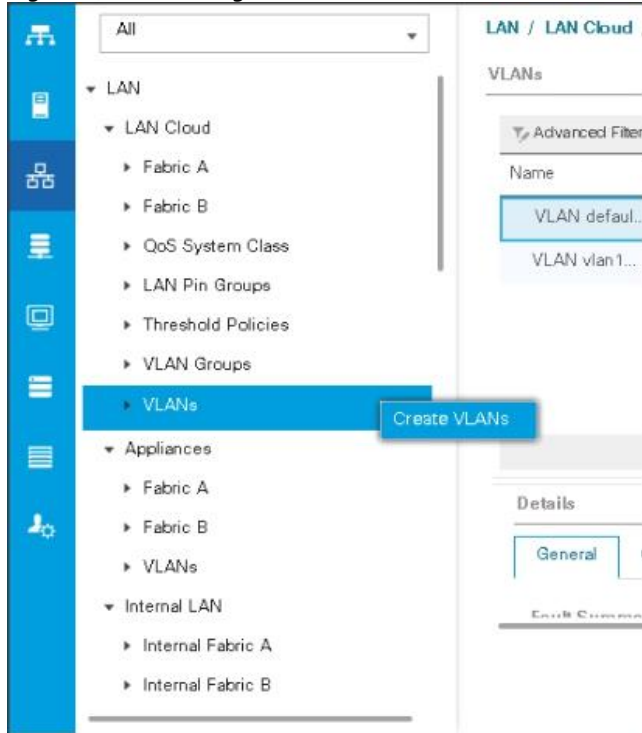 All
LAN
LAN Cloud
Fabric A
Fabric B
QoS System Class
LAN Pin Groups
Threshold Policies
VLAN Groups
VLANs
Create VLANs
Appliances
Fabric A
Fabric B
VLANs
Internal LAN
Internal Fabric A
Internal Fabric B
LAN / LAN Cloud
VLANs
Advanced Filter
Name
VLAN defaul...
VLAN vlan1...
Details
General